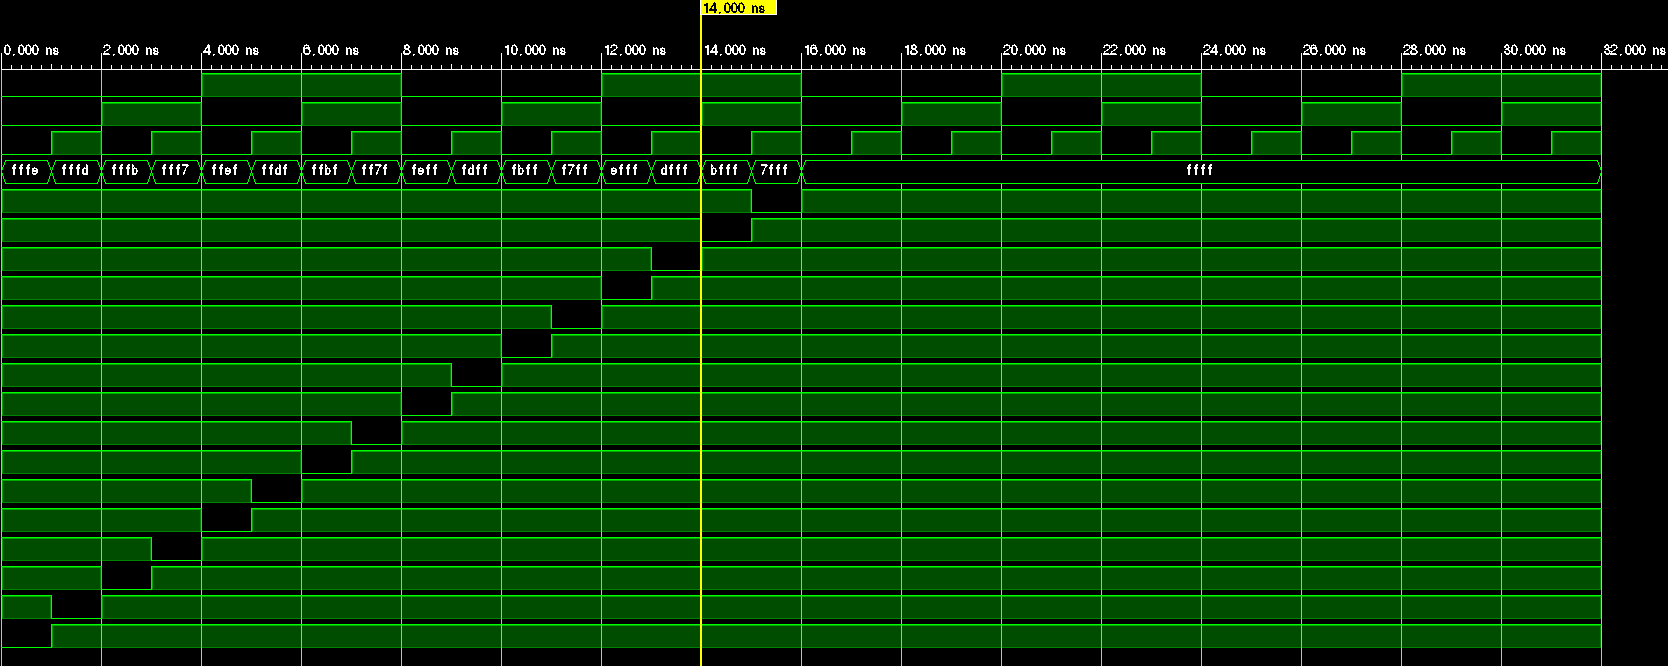 14,000 ns
0,000 ns 2,000 ns 4,000 ns 6,000 ns 8,000 ns 10,000 ns 12,000 ns 14,000 ns 16,000 ns 18,000 ns 20,000 ns 22,000 ns 24,000 ns 26,000 ns 28,000 ns 30,000 ns 32,000 ns
fffe fffd fffb fff7 ffef ffdf ffbf ff7f feff fdff fbff f7ff efff dfff bfff 7fff ffff